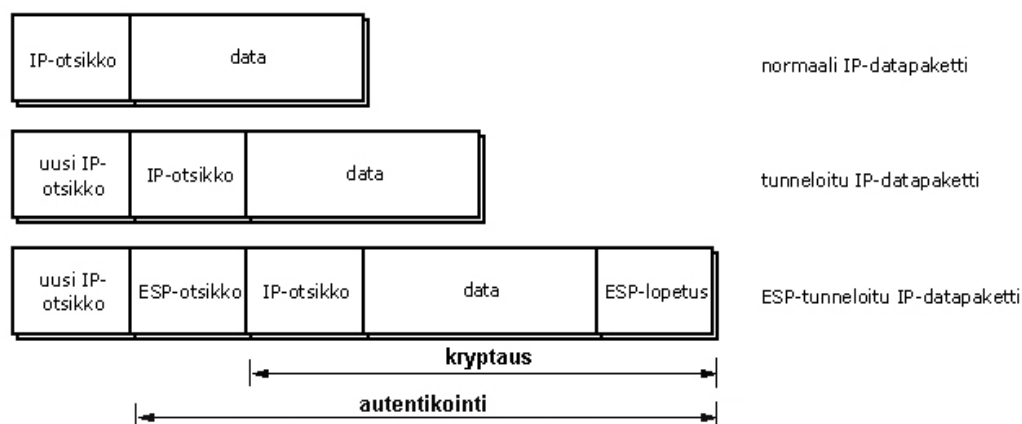 IP-otsikko data normaali IP-datapaketti
uusi IP-
otsikko IP-otsikko data tunneloitu IP-datapaketti
uusi IP-
otsikko ESP-otsikko IP-otsikko data ESP-lopetus ESP-tunneloitu IP-datapaketti
kryptaus
autentikointi